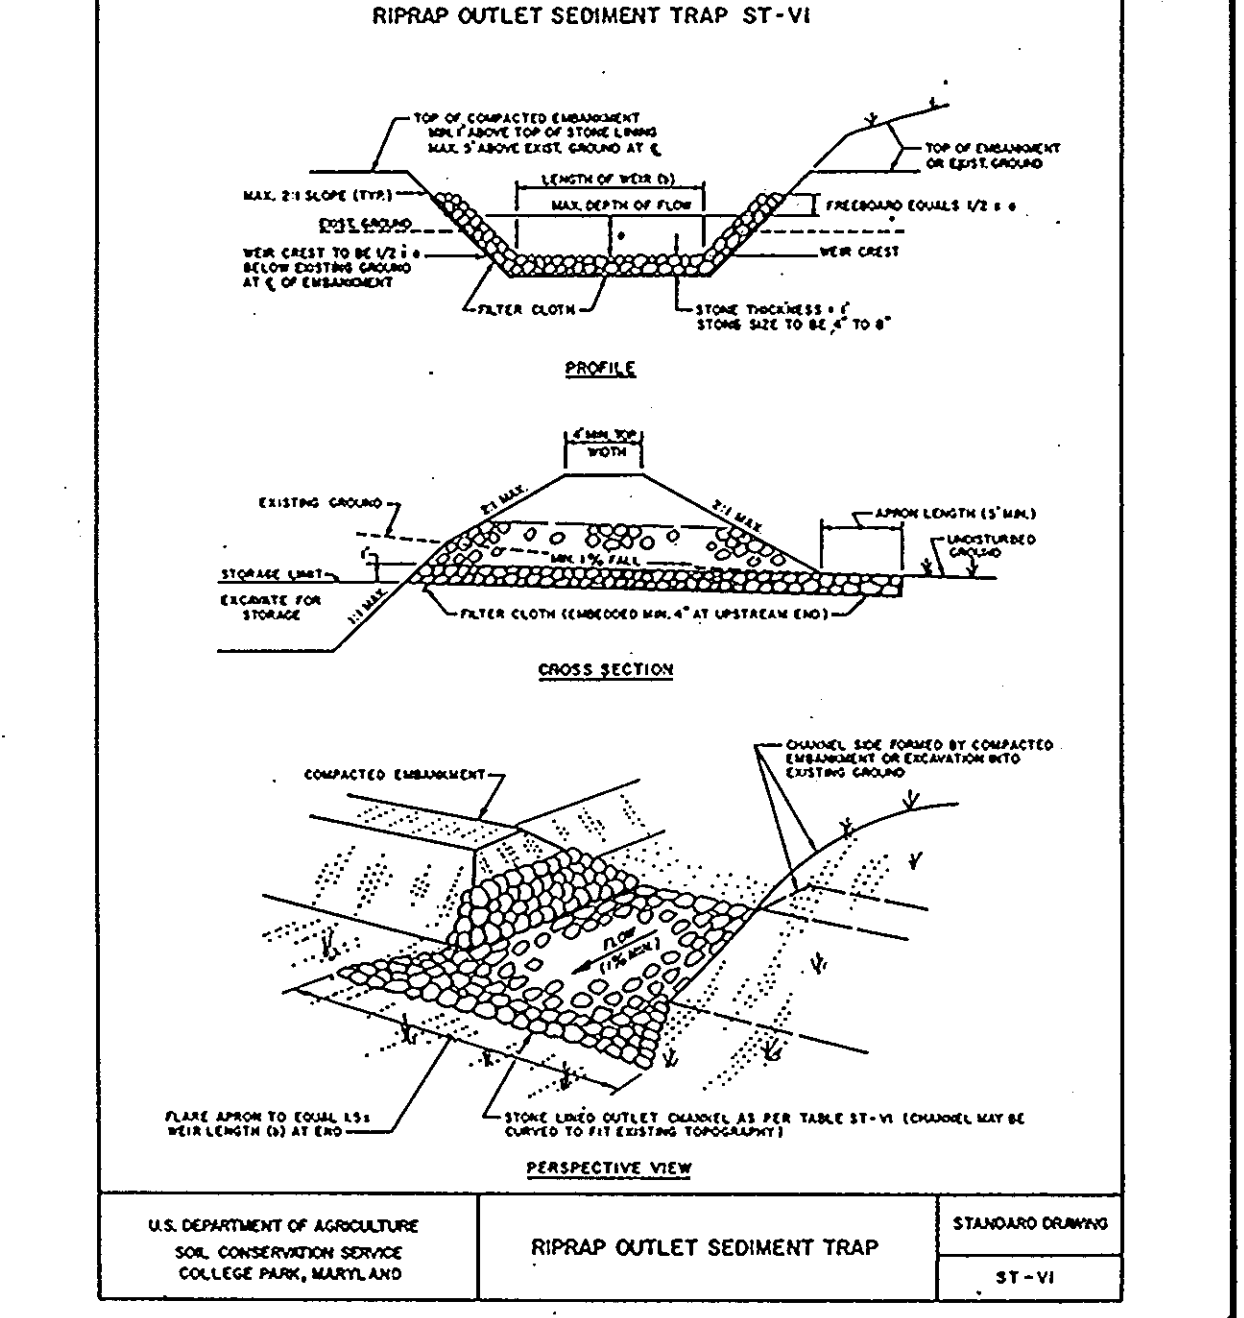 RIPRAP OUTLET SEDIMENT TRAP ST-VI
TOP OF COMPACTED EMBANKMENT
MIN. 1' ABOVE TOP OF STONE LINING
MAX. 5' ABOVE EXIST. GROUND AT ℄
TOP OF EMBANKMENT
OR EXIST. GROUND
LENGTH OF WEIR (b)
MAX. 2:1 SLOPE (TYP.)
MAX. DEPTH OF FLOW
FREEBOARD EQUALS 1/2 x
EXIST. GROUND
WEIR CREST TO BE 1/2 x
BELOW EXISTING GROUND
AT ℄ OF EMBANKMENT
WEIR CREST
FILTER CLOTH
STONE THICKNESS = 1'
STONE SIZE TO BE 4" TO 8"
PROFILE
4' MIN. TOP
WIDTH
EXISTING GROUND
2:1 MAX.
2:1 MAX.
APRON LENGTH (5' MIN.)
UNDISTURBED
GROUND
1'
MIN. 1% FALL
STORAGE LIMIT
EXCAVATE FOR
STORAGE
1:1 MAX.
FILTER CLOTH (EMBEDDED MIN. 4" AT UPSTREAM END)
CROSS SECTION
CHANNEL SIDE FORMED BY COMPACTED
EMBANKMENT OR EXCAVATION INTO
EXISTING GROUND
COMPACTED EMBANKMENT
FLOW
(1% MIN.)
FLARE APRON TO EQUAL 1.5 x
WEIR LENGTH (b) AT END
STONE LINED OUTLET CHANNEL AS PER TABLE ST-VI (CHANNEL MAY BE
CURVED TO FIT EXISTING TOPOGRAPHY)
PERSPECTIVE VIEW
U.S. DEPARTMENT OF AGRICULTURE
SOIL CONSERVATION SERVICE
COLLEGE PARK, MARYLAND
RIPRAP OUTLET SEDIMENT TRAP
STANDARD DRAWING
ST-VI